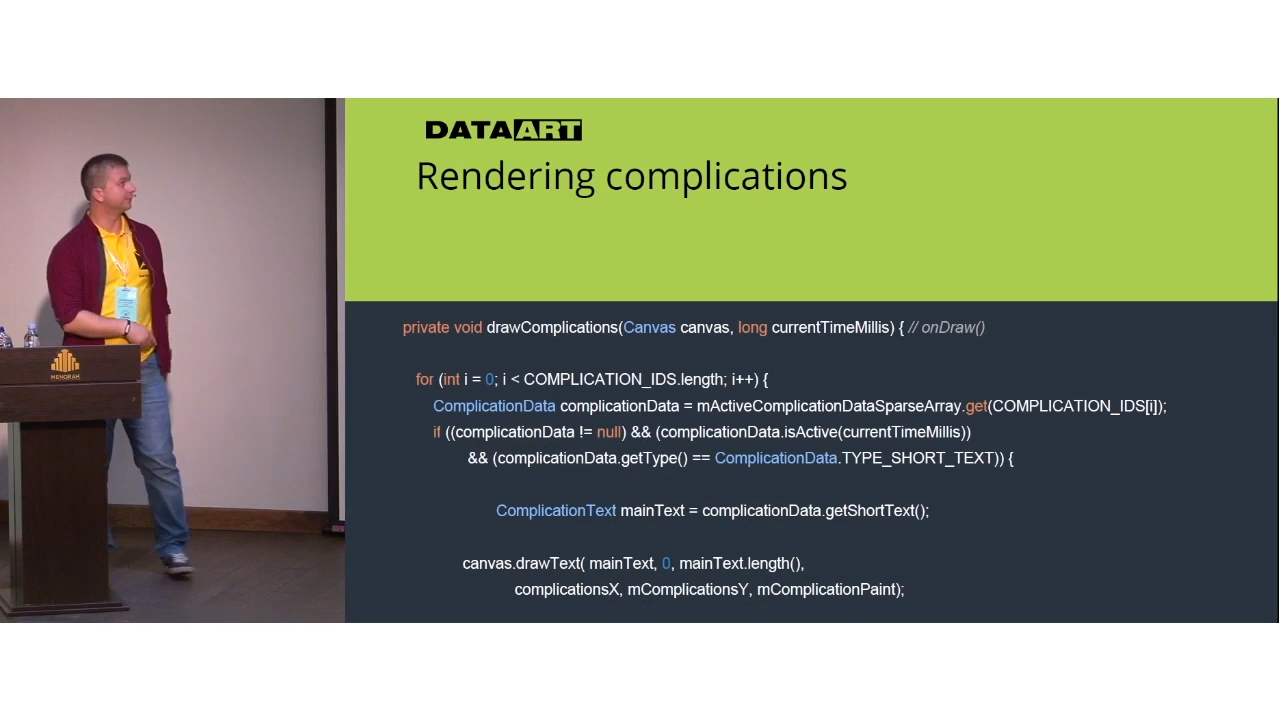 DATAART
Rendering complications
private void drawComplications(Canvas canvas, long currentTimeMillis) { // onDraw()
for (int i = 0; i < COMPLICATION_IDS.length; i++) {
ComplicationData complicationData = mActiveComplicationDataSparseArray.get(COMPLICATION_IDS[i]);
if ((complicationData != null) && (complicationData.isActive(currentTimeMillis))
&& (complicationData.getType() == ComplicationData.TYPE_SHORT_TEXT)) {
ComplicationText mainText = complicationData.getShortText();
canvas.drawText( mainText, 0, mainText.length(),
complicationsX, mComplicationsY, mComplicationPaint);
MENORAH